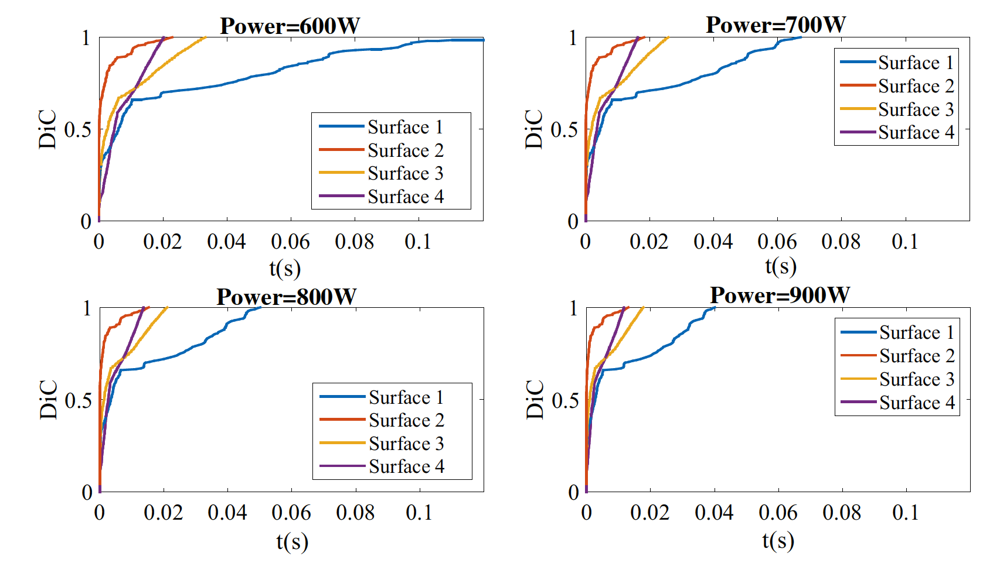 Power=600W
1
0.5
0
DiC
0 0.02 0.04 0.06 0.08 0.1
t(s)
Surface 1
Surface 2
Surface 3
Surface 4
Power=700W
1
0.5
0
DiC
0 0.02 0.04 0.06 0.08 0.1
t(s)
Surface 1
Surface 2
Surface 3
Surface 4
Power=800W
1
0.5
0
DiC
0 0.02 0.04 0.06 0.08 0.1
t(s)
Surface 1
Surface 2
Surface 3
Surface 4
Power=900W
1
0.5
0
DiC
0 0.02 0.04 0.06 0.08 0.1
t(s)
Surface 1
Surface 2
Surface 3
Surface 4